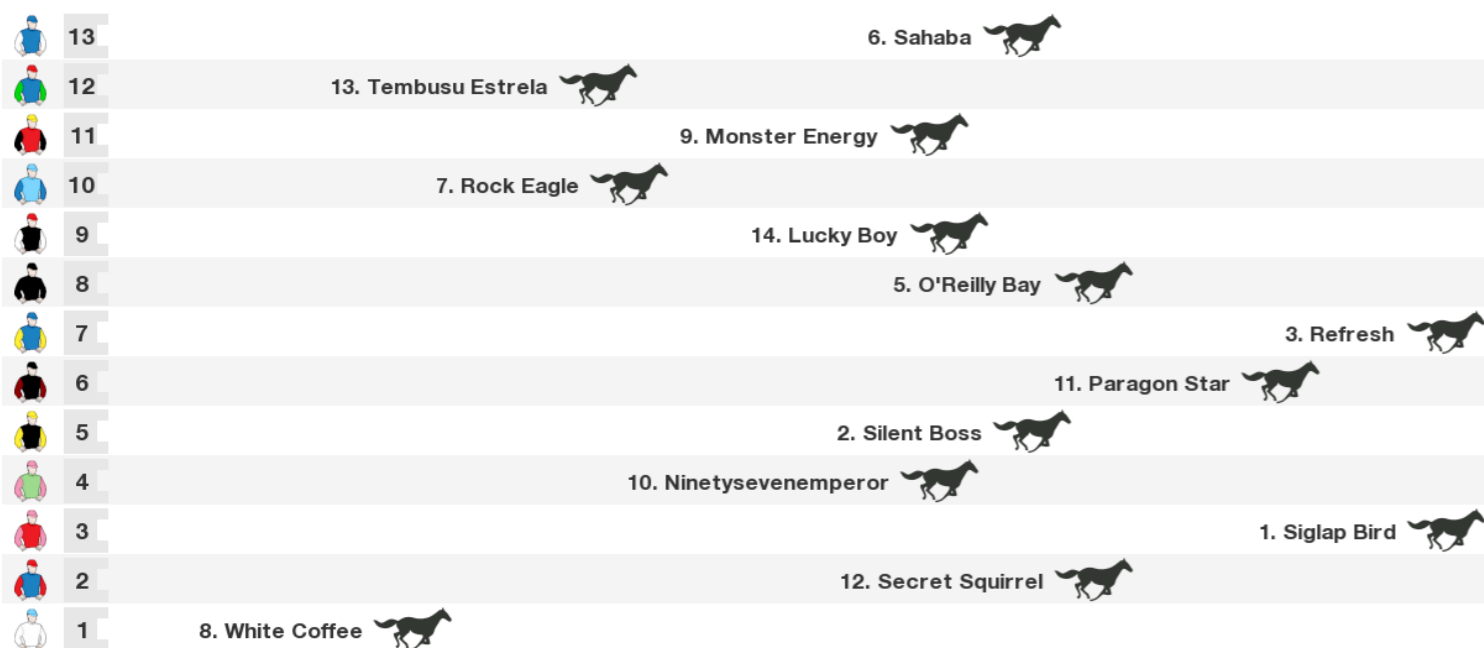 13 6. Sahaba
12 13. Tembusu Estrela
11 9. Monster Energy
10 7. Rock Eagle
9 14. Lucky Boy
8 5. O'Reilly Bay
7 3. Refresh
6 11. Paragon Star
5 2. Silent Boss
4 10. Ninetysevenemperor
3 1. Siglap Bird
2 12. Secret Squirrel
1 8. White Coffee